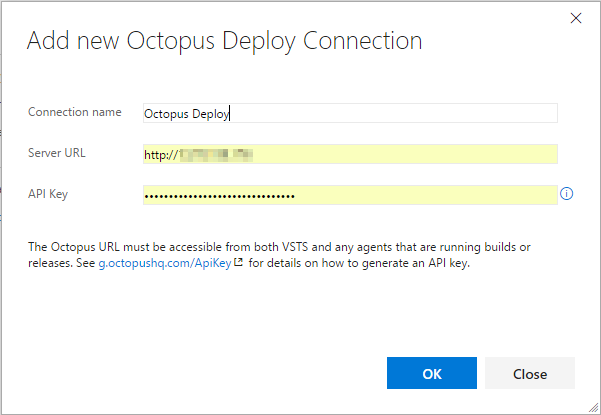 Add new Octopus Deploy Connection
Connection name
Octopus Deploy
Server URL
http://
API Key
•••••••••••••••••••••••••••••••
The Octopus URL must be accessible from both VSTS and any agents that are running builds or
releases. See g.octopushq.com/ApiKey for details on how to generate an API key.
OK
Close